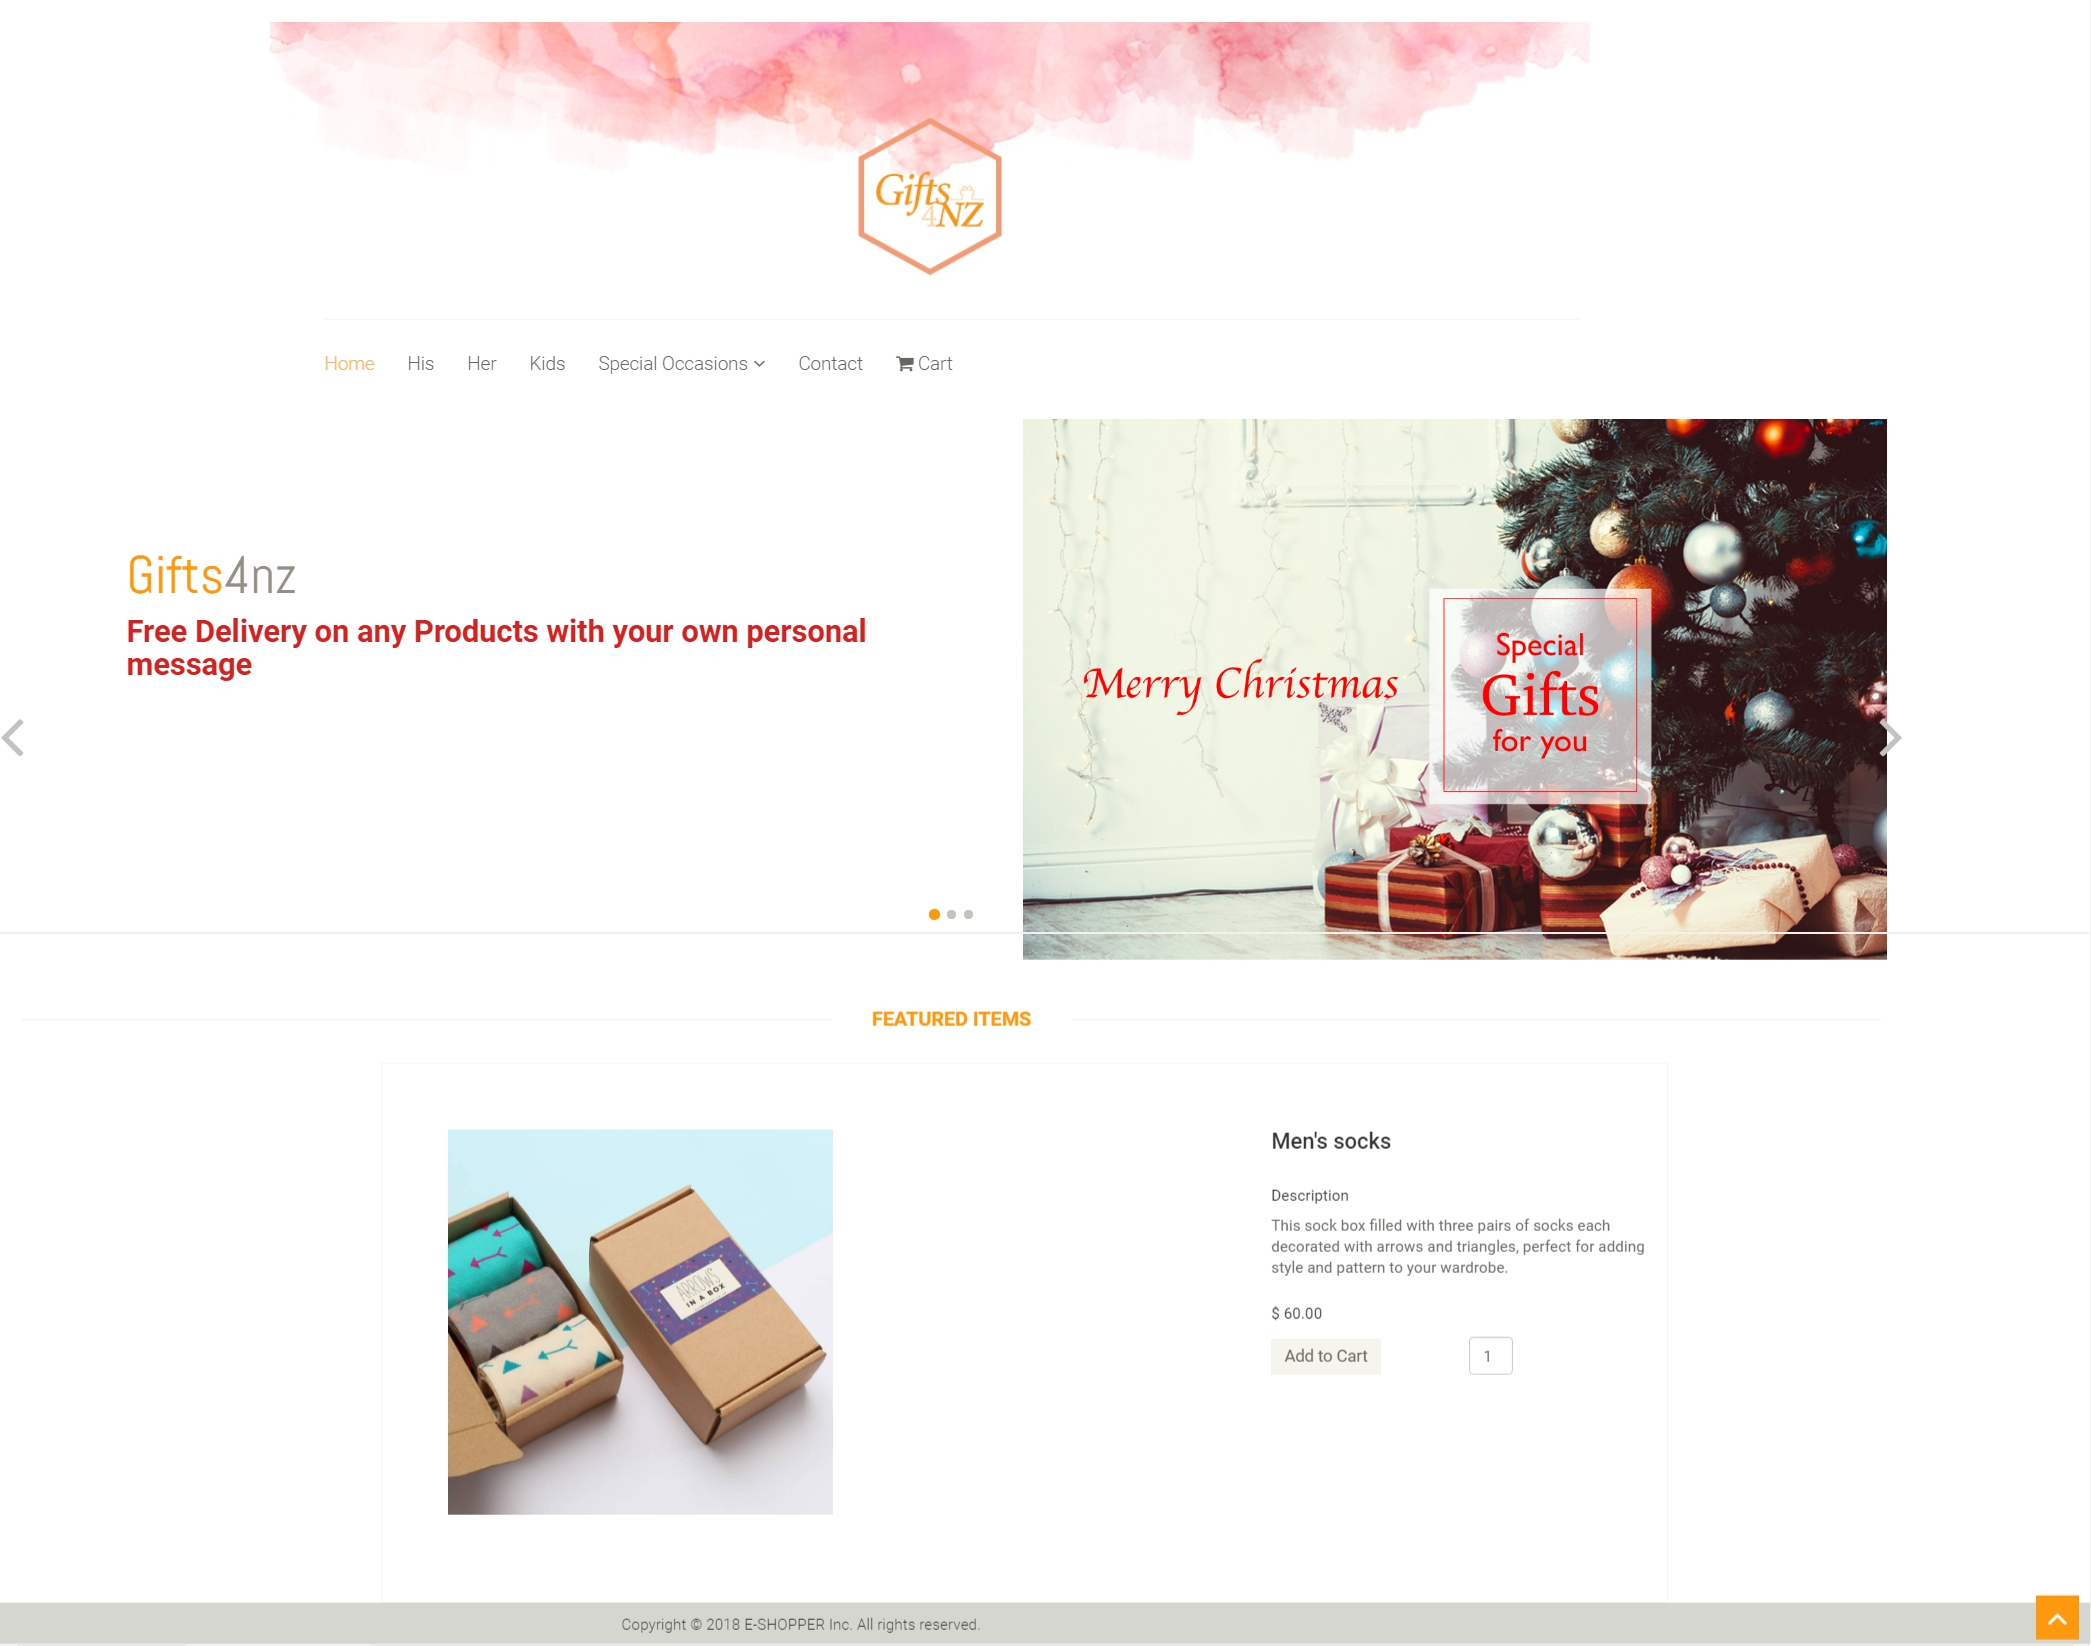 Gifts
4NZ
Home His Her Kids Special Occasions Contact Cart
Gifts4nz
Free Delivery on any Products with your own personal
message
Merry Christmas
Special
Gifts
for you
FEATURED ITEMS
ARROWS
IN A BOX
Men's socks
Description
This sock box filled with three pairs of socks each
decorated with arrows and triangles, perfect for adding
style and pattern to your wardrobe.
$ 60.00
Add to Cart 1
Copyright © 2018 E-SHOPPER Inc. All rights reserved.